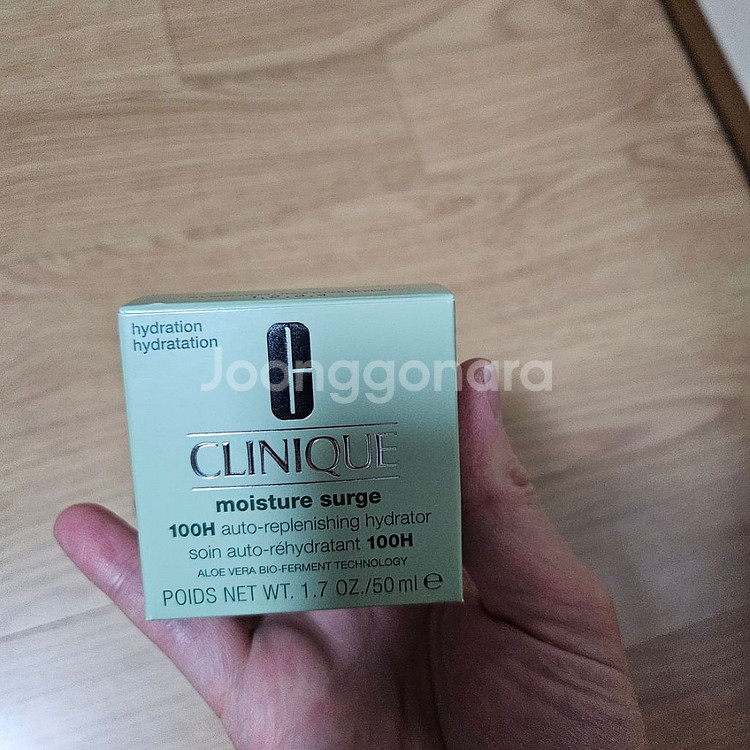 hydration
hydratation
Joonggonara
CLINIQUE
moisture surge
100H auto-replenishing hydrator
soin auto-réhydratant 100H
ALOE VERA BIO-FERMENT TECHNOLOGY
POIDS NET WT. 1.7 OZ./50 ml ℮